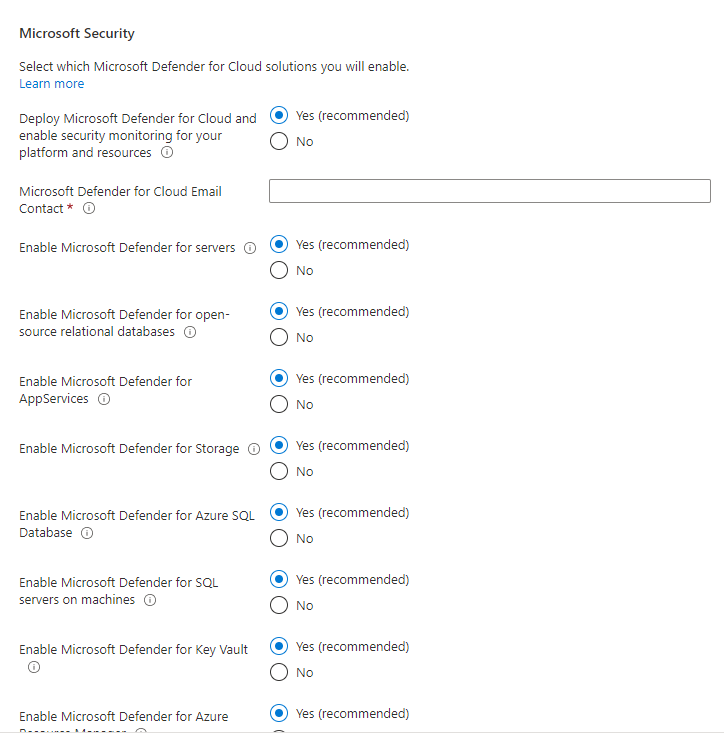 Microsoft Security
Select which Microsoft Defender for Cloud solutions you will enable.
Learn more
Deploy Microsoft Defender for Cloud and
enable security monitoring for your
platform and resources
Yes (recommended)
No
Microsoft Defender for Cloud Email
Contact *
Enable Microsoft Defender for servers
Yes (recommended)
No
Enable Microsoft Defender for open-
source relational databases
Yes (recommended)
No
Enable Microsoft Defender for
AppServices
Yes (recommended)
No
Enable Microsoft Defender for Storage
Yes (recommended)
No
Enable Microsoft Defender for Azure SQL
Database
Yes (recommended)
No
Enable Microsoft Defender for SQL
servers on machines
Yes (recommended)
No
Enable Microsoft Defender for Key Vault
Yes (recommended)
No
Enable Microsoft Defender for Azure
Yes (recommended)